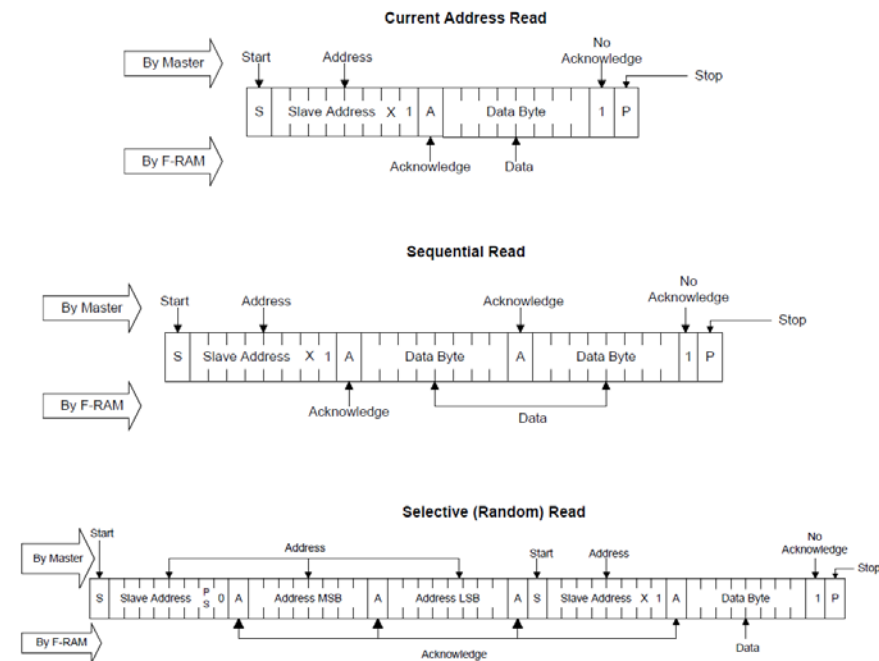 Current Address Read
No
By Master Start Address Acknowledge
Stop
S Slave Address X 1 A Data Byte 1 P
By F-RAM
Acknowledge Data
Sequential Read
No
By Master Start Address Acknowledge Acknowledge
Stop
S Slave Address X 1 A Data Byte A Data Byte 1 P
By F-RAM Acknowledge
Data
Selective (Random) Read
Start Address Start Address No
Acknowledge
By Master Stop
S Slave Address PS 0 A Address MSB A Address LSB A S Slave Address X 1 A Data Byte 1 P
By F-RAM
Acknowledge Data